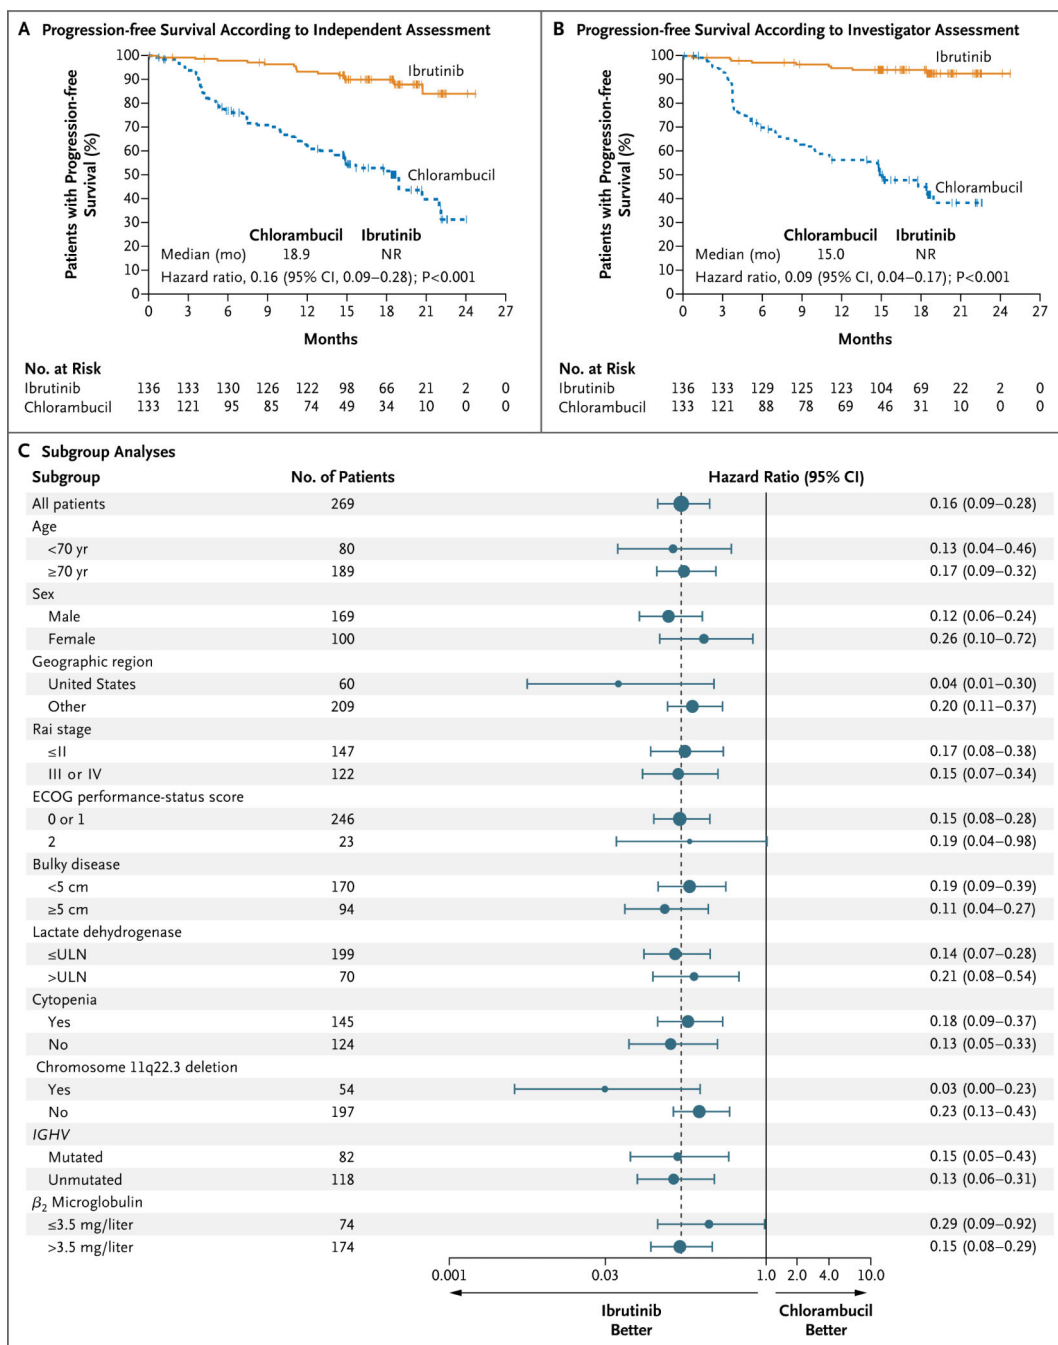 A Progression-free Survival According to Independent Assessment
Patients with Progression-free
Survival (%)
100
90
80
70
60
50
40
30
20
10
0
Ibrutinib
Chlorambucil
Chlorambucil Ibrutinib
Median (mo) 18.9 NR
Hazard ratio, 0.16 (95% CI, 0.09–0.28); P<0.001
0 3 6 9 12 15 18 21 24 27
Months
No. at Risk
Ibrutinib 136 133 130 126 122 98 66 21 2 0
Chlorambucil 133 121 95 85 74 49 34 10 0 0
B Progression-free Survival According to Investigator Assessment
Patients with Progression-free
Survival (%)
100
90
80
70
60
50
40
30
20
10
0
Ibrutinib
Chlorambucil
Chlorambucil Ibrutinib
Median (mo) 15.0 NR
Hazard ratio, 0.09 (95% CI, 0.04–0.17); P<0.001
0 3 6 9 12 15 18 21 24 27
Months
No. at Risk
Ibrutinib 136 133 129 125 123 104 69 22 2 0
Chlorambucil 133 121 88 78 69 46 31 10 0 0
C Subgroup Analyses
Subgroup No. of Patients Hazard Ratio (95% CI)
All patients 269 0.16 (0.09–0.28)
Age
<70 yr 80 0.13 (0.04–0.46)
≥70 yr 189 0.17 (0.09–0.32)
Sex
Male 169 0.12 (0.06–0.24)
Female 100 0.26 (0.10–0.72)
Geographic region
United States 60 0.04 (0.01–0.30)
Other 209 0.20 (0.11–0.37)
Rai stage
≤II 147 0.17 (0.08–0.38)
III or IV 122 0.15 (0.07–0.34)
ECOG performance-status score
0 or 1 246 0.15 (0.08–0.28)
2 23 0.19 (0.04–0.98)
Bulky disease
<5 cm 170 0.19 (0.09–0.39)
≥5 cm 94 0.11 (0.04–0.27)
Lactate dehydrogenase
≤ULN 199 0.14 (0.07–0.28)
>ULN 70 0.21 (0.08–0.54)
Cytopenia
Yes 145 0.18 (0.09–0.37)
No 124 0.13 (0.05–0.33)
Chromosome 11q22.3 deletion
Yes 54 0.03 (0.00–0.23)
No 197 0.23 (0.13–0.43)
IGHV
Mutated 82 0.15 (0.05–0.43)
Unmutated 118 0.13 (0.06–0.31)
β2 Microglobulin
≤3.5 mg/liter 74 0.29 (0.09–0.92)
>3.5 mg/liter 174 0.15 (0.08–0.29)
0.001 0.03 1.0 2.0 4.0 10.0
Ibrutinib
Better
Chlorambucil
Better